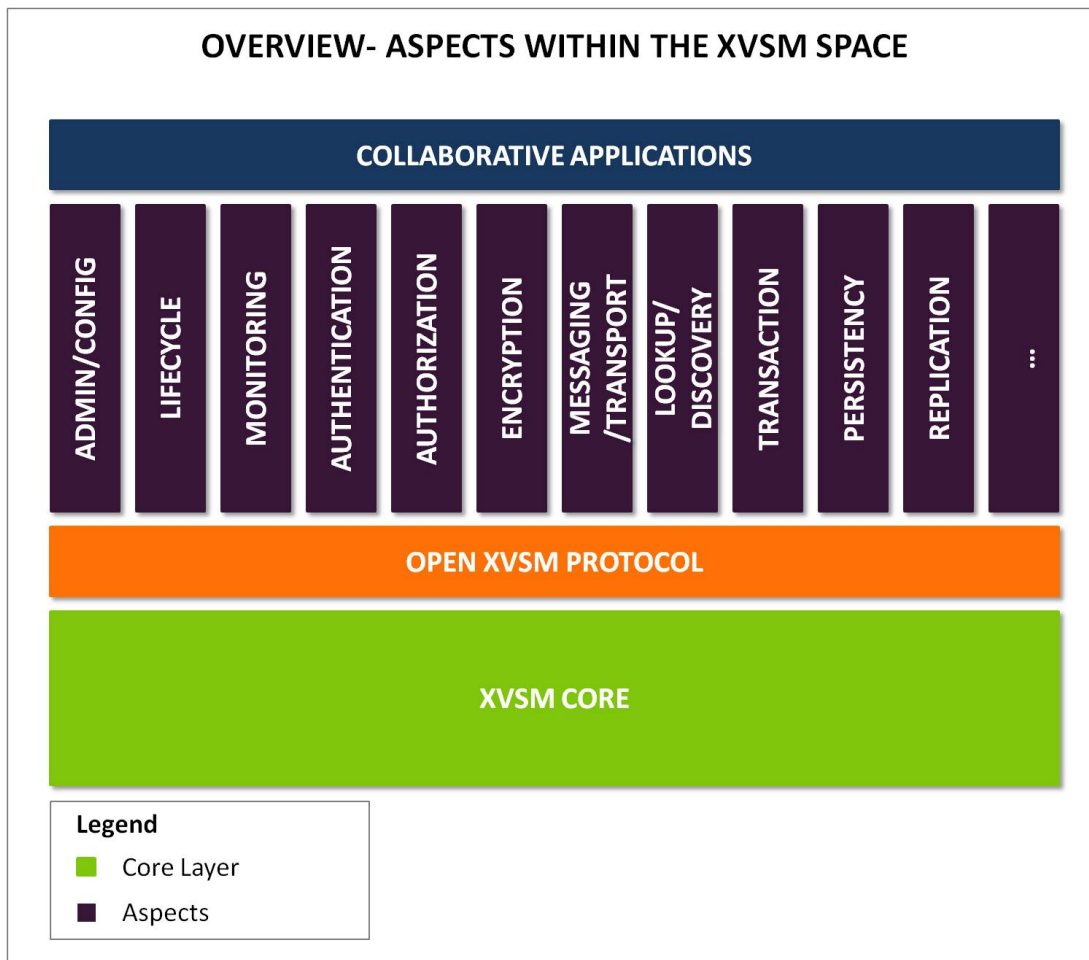 OVERVIEW- ASPECTS WITHIN THE XVSM SPACE
COLLABORATIVE APPLICATIONS
ADMIN/CONFIG
LIFECYCLE
MONITORING
AUTHENTICATION
AUTHORIZATION
ENCRYPTION
MESSAGING
/TRANSPORT
LOOKUP/
DISCOVERY
TRANSACTION
PERSISTENCY
REPLICATION
...
OPEN XVSM PROTOCOL
XVSM CORE
Legend
Core Layer
Aspects